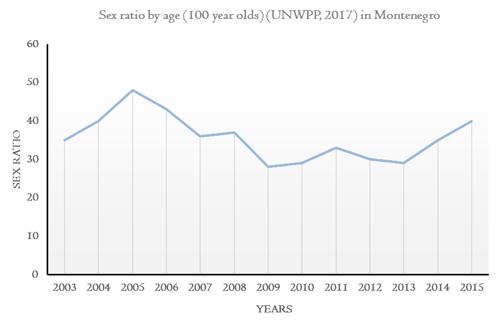 Sex ratio by age (100 year olds) (UNWPP, 2017) in Montenegro
60
50
40
30
20
10
0
SEX RATIO
2003 2004 2005 2006 2007 2008 2009 2010 2011 2012 2013 2014 2015
YEARS